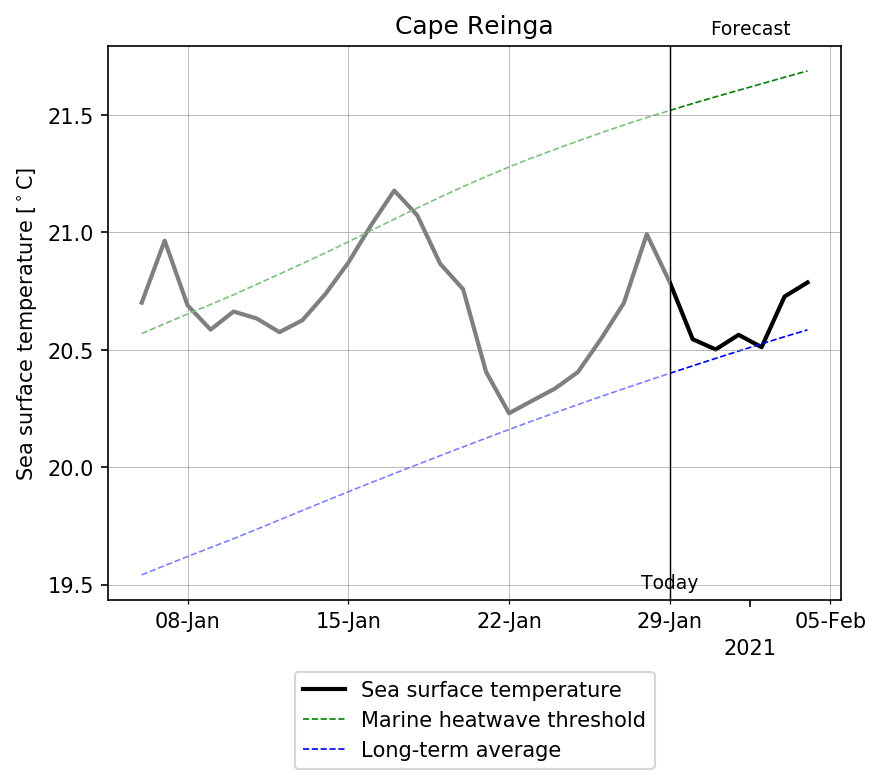 Cape Reinga
Forecast
Sea surface temperature [°C]
21.5
21.0
20.5
20.0
19.5
Today
08-Jan 15-Jan 22-Jan 29-Jan 05-Feb
2021
Sea surface temperature
Marine heatwave threshold
Long-term average